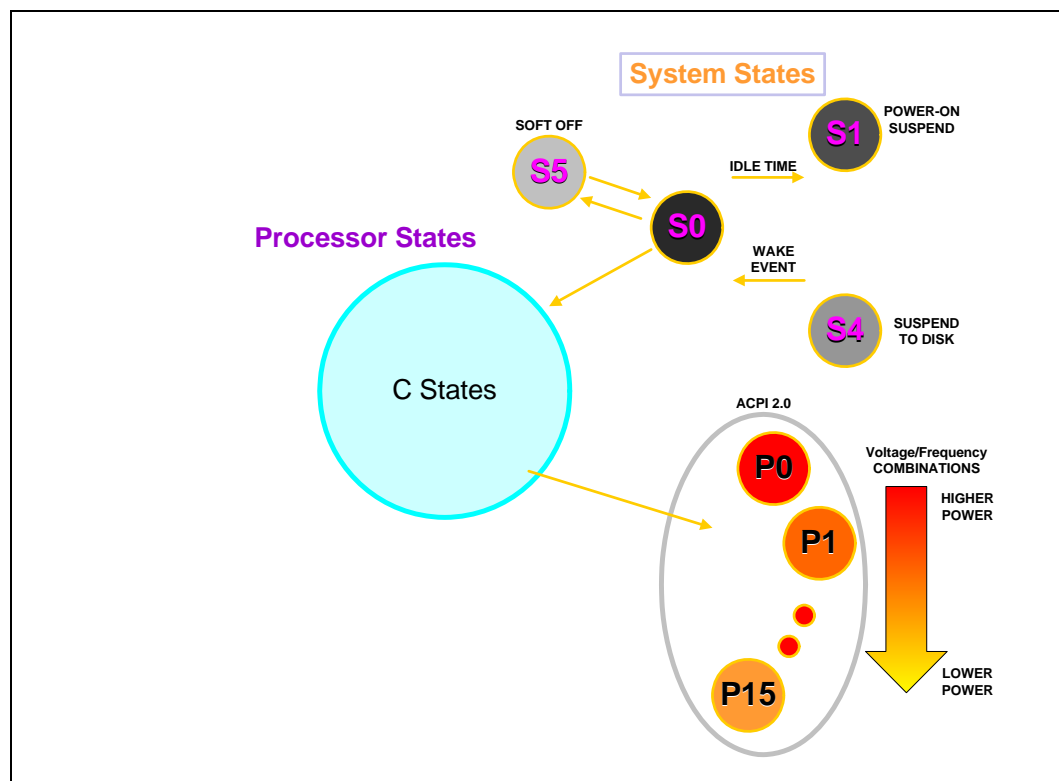 System States
SOFT OFF
S5
S1
POWER-ON
SUSPEND
IDLE TIME
S0
Processor States
WAKE
EVENT
S4
SUSPEND
TO DISK
C States
ACPI 2.0
P0
Voltage/Frequency
COMBINATIONS
HIGHER
POWER
P1
P15
LOWER
POWER